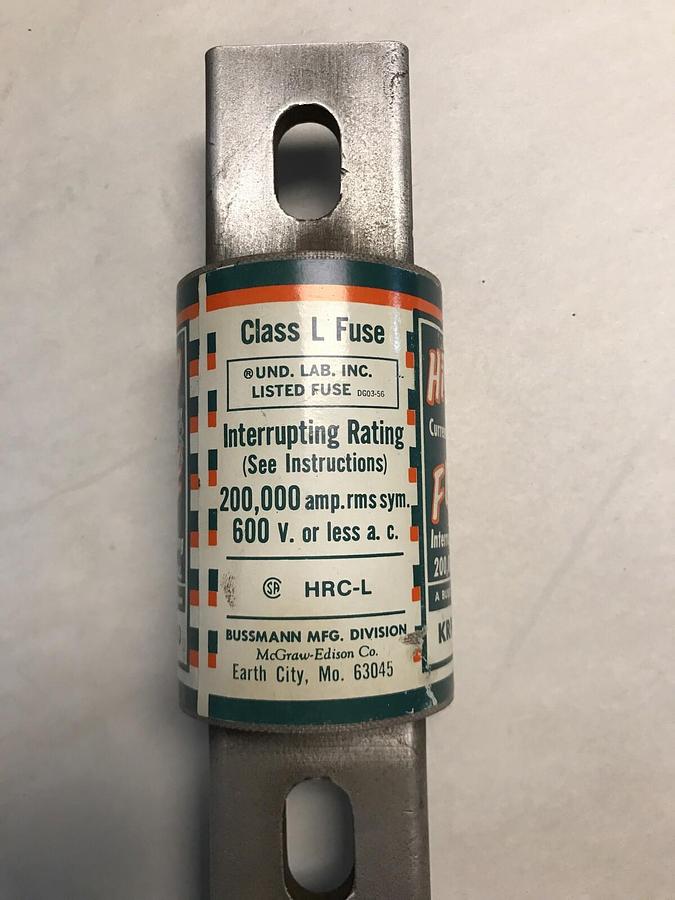 Class L Fuse
® UND. LAB. INC.
LISTED FUSE DG03-56
Interrupting Rating
(See Instructions)
200,000 amp.rms sym.
600 V. or less a. c.
SA HRC-L
BUSSMANN MFG. DIVISION
McGraw-Edison Co.
Earth City, Mo. 63045